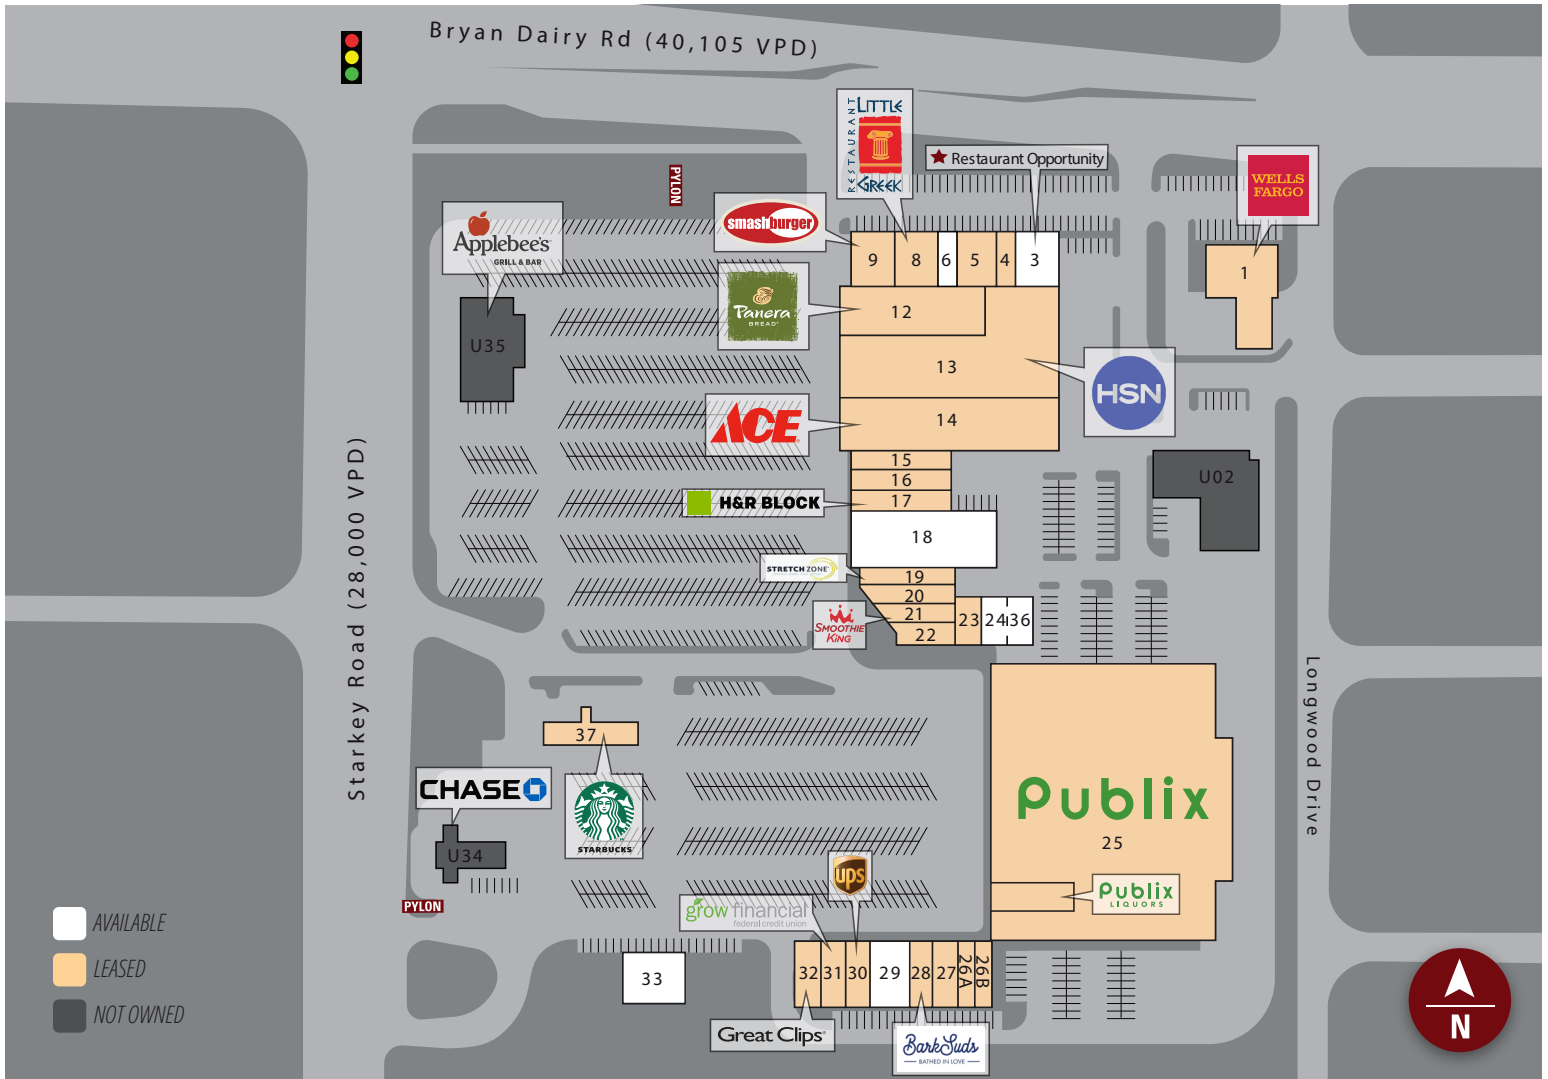 Bryan Dairy Rd (40,105 VPD)
RESTAURANT
LITTLE
GREEK
Restaurant Opportunity
WELLS
FARGO
PYLON
smashburger
Applebee's
GRILL & BAR
9
8
6
5
4
3
1
Panera
BREAD
12
U35
13
HSN
ACE
14
15
16
17
H&R BLOCK
U02
18
STRETCH ZONE
19
20
21
22
23
24
36
SMOOTHIE
KING
Starkey Road (28,000 VPD)
Longwood Drive
37
CHASE
STARBUCKS
U34
Publix
25
ups
Publix
LIQUORS
PYLON
grow financial
federal credit union
AVAILABLE
LEASED
NOT OWNED
33
32
31
30
29
28
27
26A
26B
Great Clips
BarkSuds
BATHED IN LOVE
N